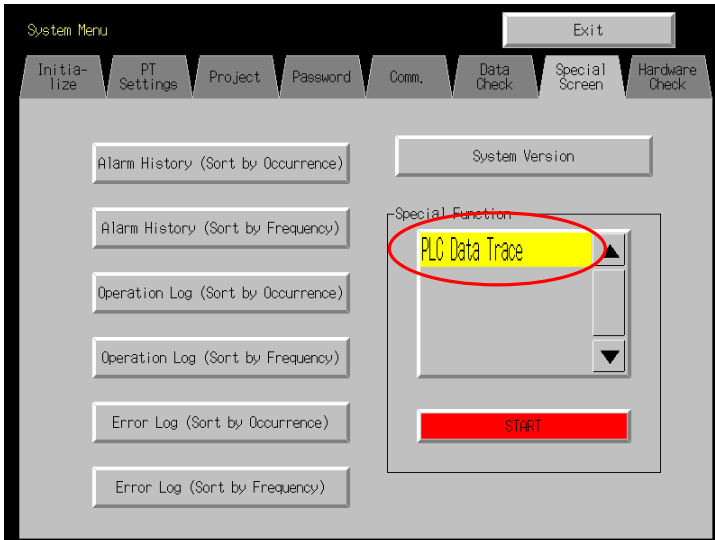 System Menu
Exit
Initia-
lize
PT
Settings
Project
Password
Comm.
Data
Check
Special
Screen
Hardware
Check
Alarm History (Sort by Occurrence)
System Version
Alarm History (Sort by Frequency)
Special Function
PLC Data Trace
Operation Log (Sort by Occurrence)
Operation Log (Sort by Frequency)
Error Log (Sort by Occurrence)
START
Error Log (Sort by Frequency)